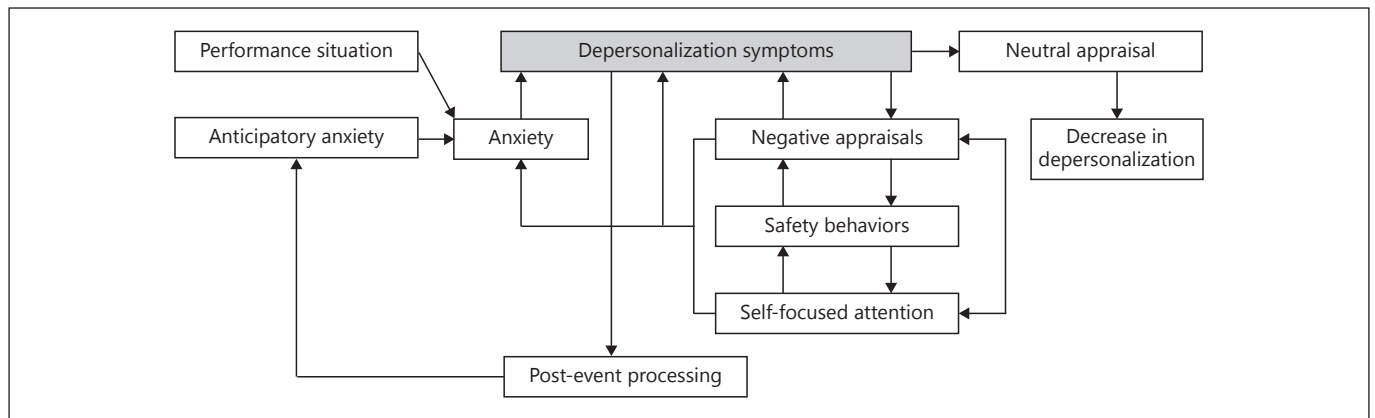 Performance situation
Depersonalization symptoms
Neutral appraisal
Anticipatory anxiety
Anxiety
Negative appraisals
Decrease in
depersonalization
Safety behaviors
Self-focused attention
Post-event processing